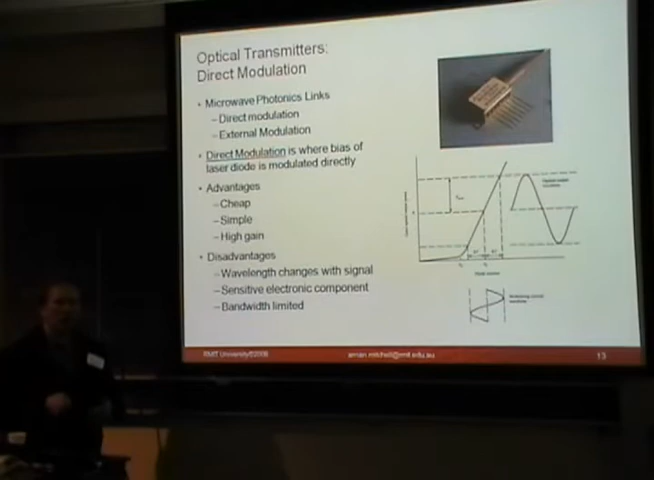 Optical Transmitters:
Direct Modulation
• Microwave Photonics Links
– Direct modulation
– External Modulation
• Direct Modulation is where bias of
laser diode is modulated directly
• Advantages
– Cheap
– Simple
– High gain
• Disadvantages
– Wavelength changes with signal
– Sensitive electronic component
– Bandwidth limited
RMIT University©2008
13